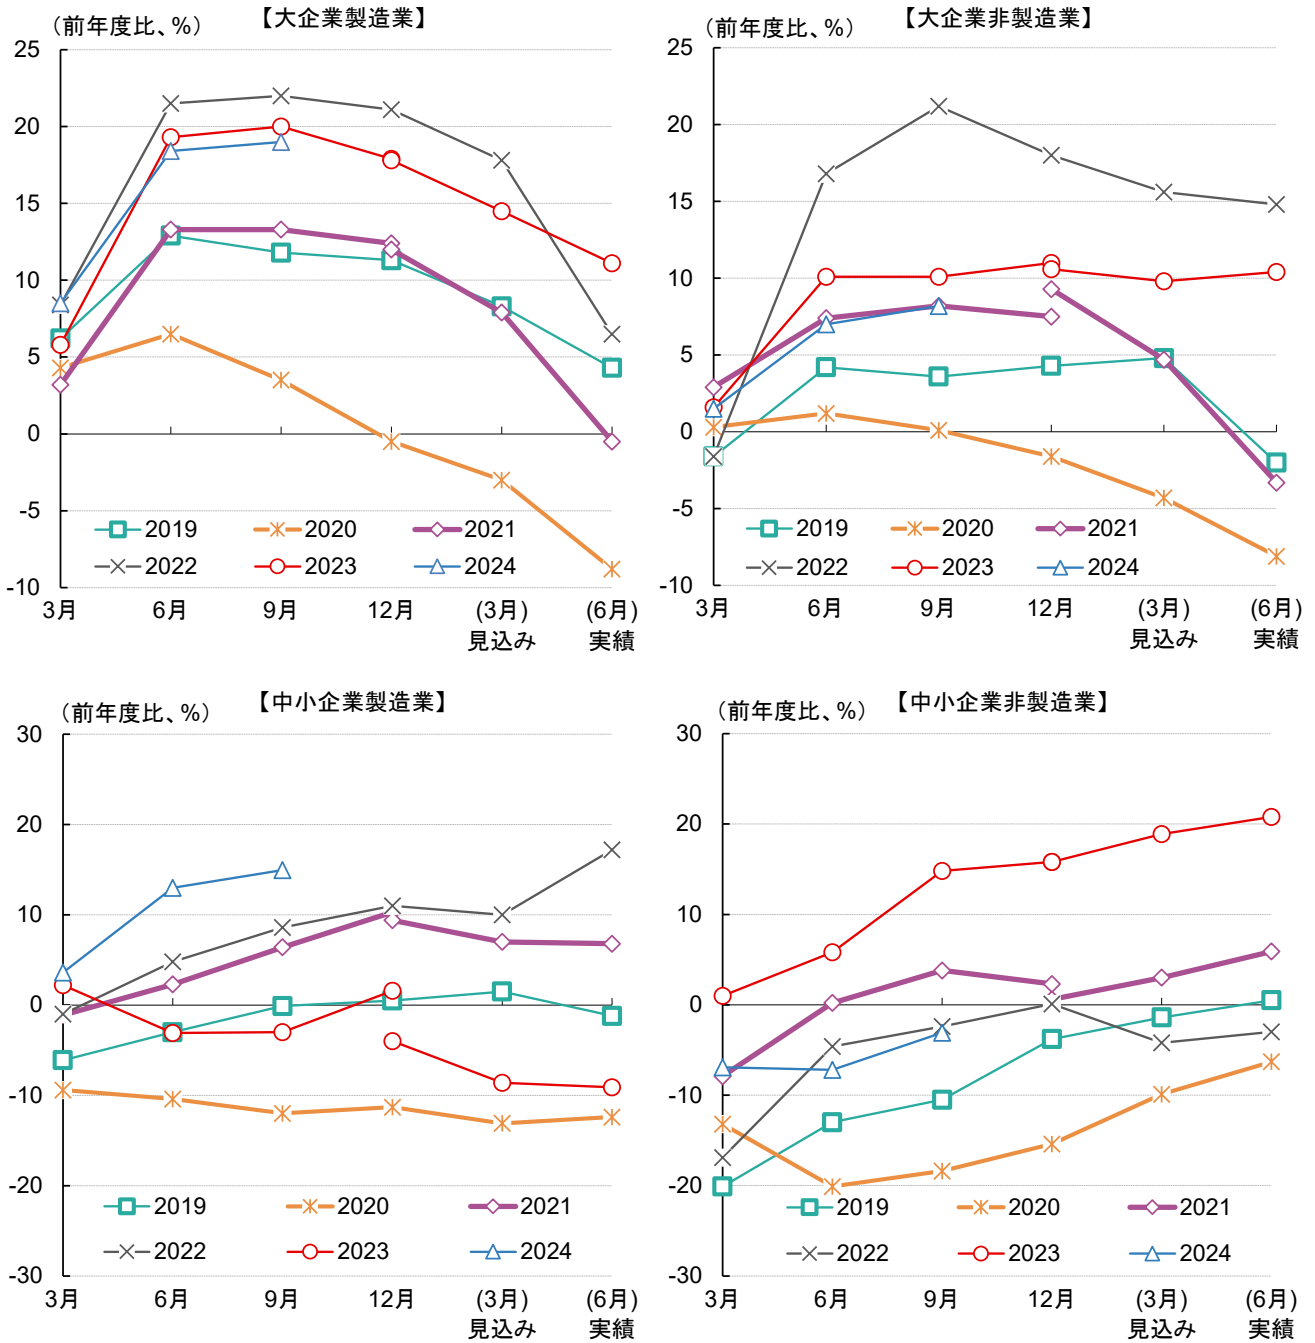 【大企業製造業】
(前年度比、%)
25
20
15
10
5
0
-5
-10
2019
2020
2021
2022
2023
2024
3月
6月
9月
12月
(3月)
見込み
(6月)
実績
【大企業非製造業】
(前年度比、%)
25
20
15
10
5
0
-5
-10
2019
2020
2021
2022
2023
2024
3月
6月
9月
12月
(3月)
見込み
(6月)
実績
【中小企業製造業】
(前年度比、%)
30
20
10
0
-10
-20
-30
2019
2020
2021
2022
2023
2024
3月
6月
9月
12月
(3月)
見込み
(6月)
実績
【中小企業非製造業】
(前年度比、%)
30
20
10
0
-10
-20
-30
2019
2020
2021
2022
2023
2024
3月
6月
9月
12月
(3月)
見込み
(6月)
実績